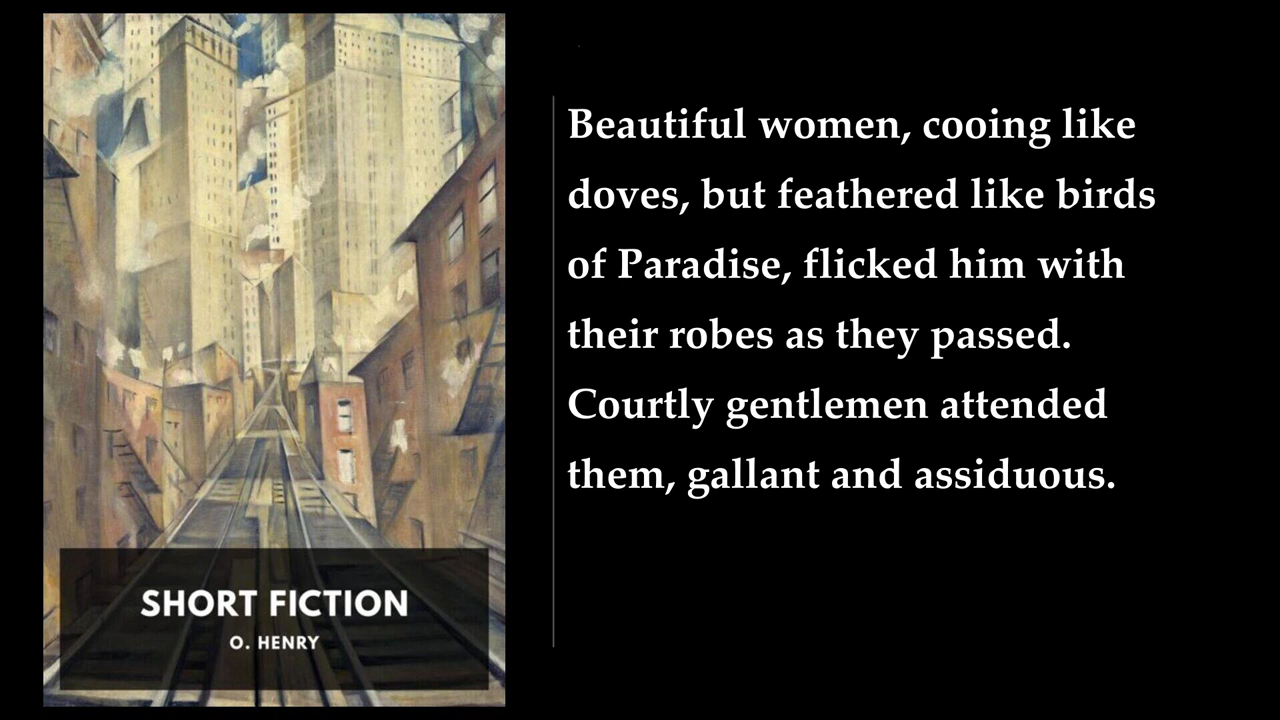 SHORT FICTION
O. HENRY
Beautiful women, cooing like
doves, but feathered like birds
of Paradise, flicked him with
their robes as they passed.
Courtly gentlemen attended
them, gallant and assiduous.